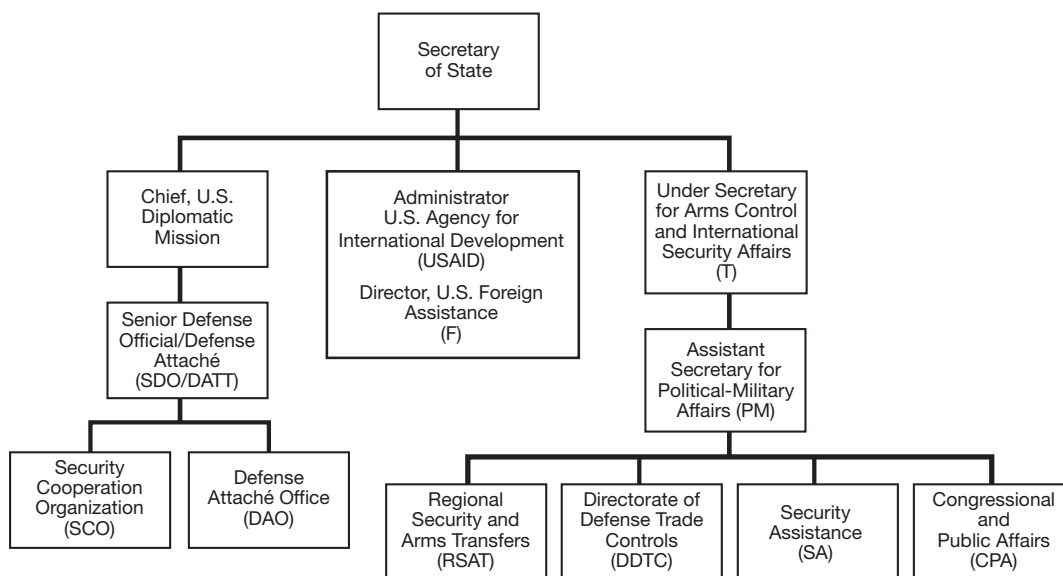 Secretary
of State
Chief, U.S.
Diplomatic
Mission
Administrator
U.S. Agency for
International Development
(USAID)
Director, U.S. Foreign
Assistance
(F)
Under Secretary
for Arms Control
and International
Security Affairs
(T)
Senior Defense
Official/Defense
Attaché
(SDO/DATT)
Assistant
Secretary for
Political-Military
Affairs (PM)
Security
Cooperation
Organization
(SCO)
Defense
Attaché Office
(DAO)
Regional
Security and
Arms Transfers
(RSAT)
Directorate of
Defense Trade
Controls
(DDTC)
Security
Assistance
(SA)
Congressional
and
Public Affairs
(CPA)